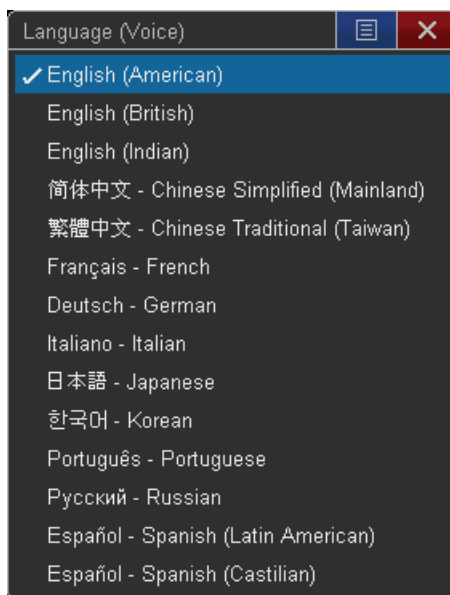 Language (Voice)
English (American)
English (British)
English (Indian)
简体中文 - Chinese Simplified (Mainland)
繁體中文 - Chinese Traditional (Taiwan)
Français - French
Deutsch - German
Italiano - Italian
日本語 - Japanese
한국어 - Korean
Português - Portuguese
Русский - Russian
Español - Spanish (Latin American)
Español - Spanish (Castilian)